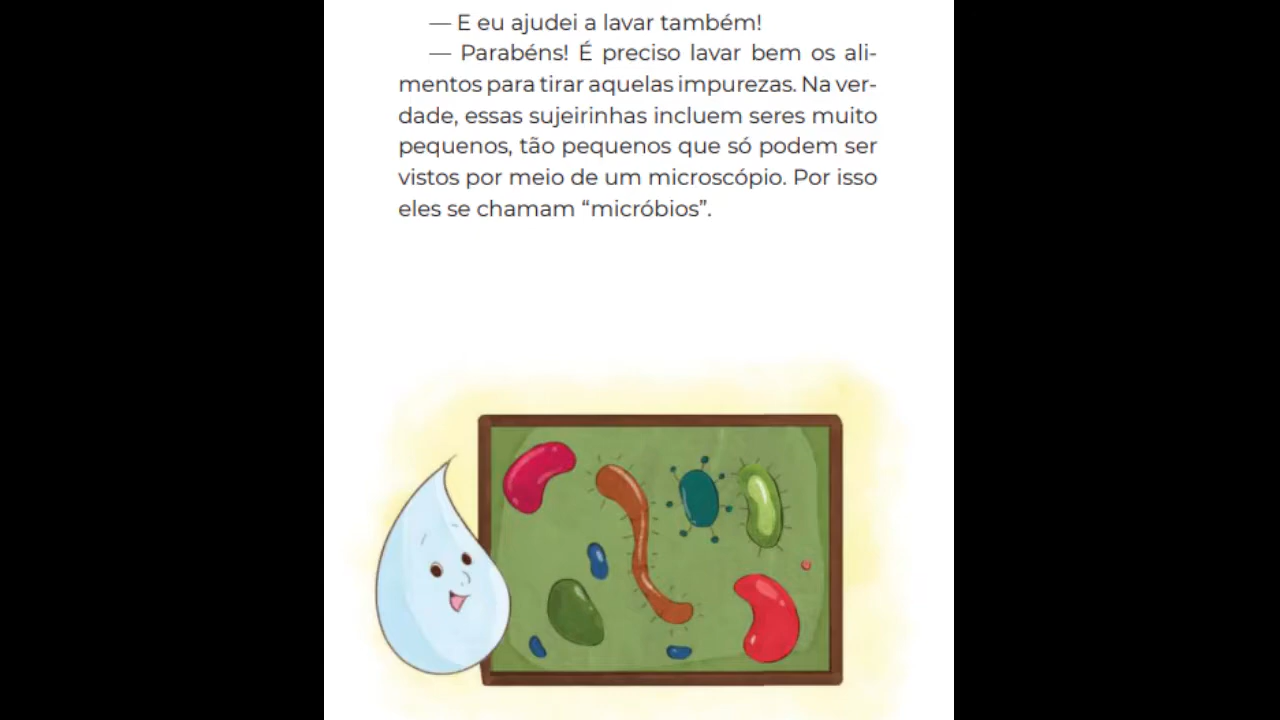 — E eu ajudei a lavar também!
— Parabéns! É preciso lavar bem os ali-
mentos para tirar aquelas impurezas. Na ver-
dade, essas sujeirinhas incluem seres muito
pequenos, tão pequenos que só podem ser
vistos por meio de um microscópio. Por isso
eles se chamam “micróbios”.